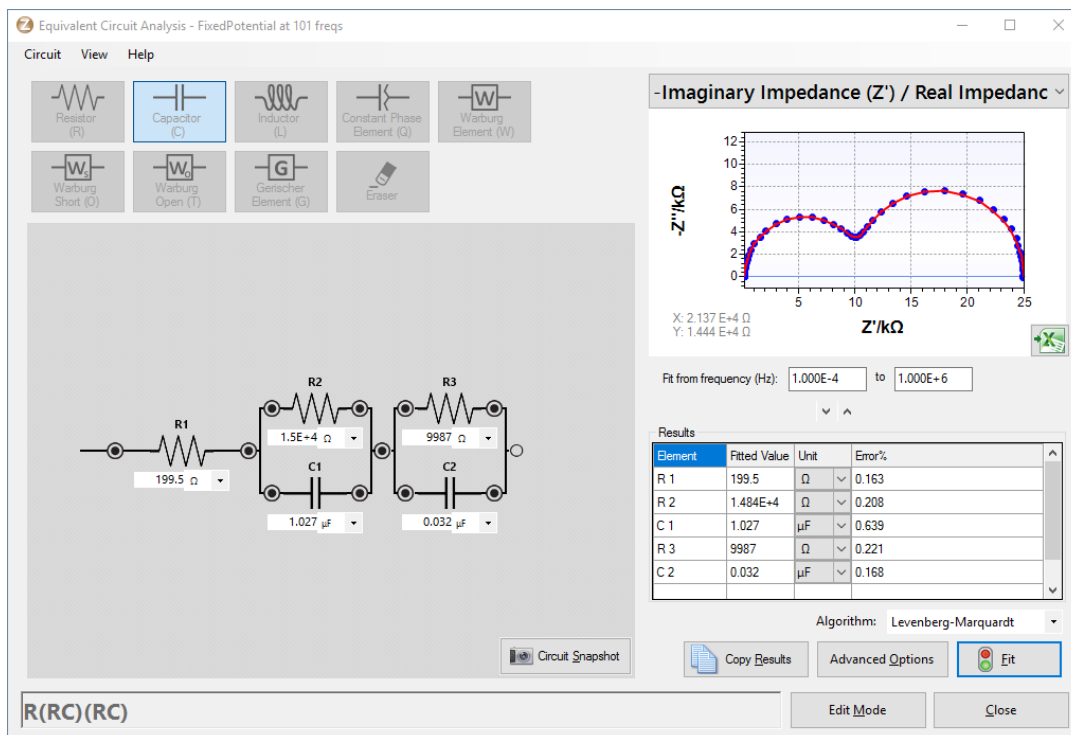 Equivalent Circuit Analysis - FixedPotential at 101 freqs
Circuit View Help
Resistor (R)
Capacitor (C)
Inductor (L)
Constant Phase Element (Q)
W
Warburg Element (W)
Ws
Warburg Short (O)
Wo
Warburg Open (T)
G
Gerischer Element (G)
Eraser
-Imaginary Impedance (Z') / Real Impedanc
12
10
8
6
4
2
0
-Z''/kΩ
5 10 15 20 25
Z'/kΩ
X: 2.137 E+4 Ω
Y: 1.444 E+4 Ω
Fit from frequency (Hz): 1.000E-4 to 1.000E+6
R1
199.5 Ω
R2
1.5E+4 Ω
C1
1.027 µF
R3
9987 Ω
C2
0.032 µF
Results
Element Fitted Value Unit Error%
R 1 199.5 Ω 0.163
R 2 1.484E+4 Ω 0.208
C 1 1.027 µF 0.639
R 3 9987 Ω 0.221
C 2 0.032 µF 0.168
Algorithm: Levenberg-Marquardt
Circuit Snapshot
Copy Results
Advanced Options
Fit
R(RC)(RC)
Edit Mode
Close